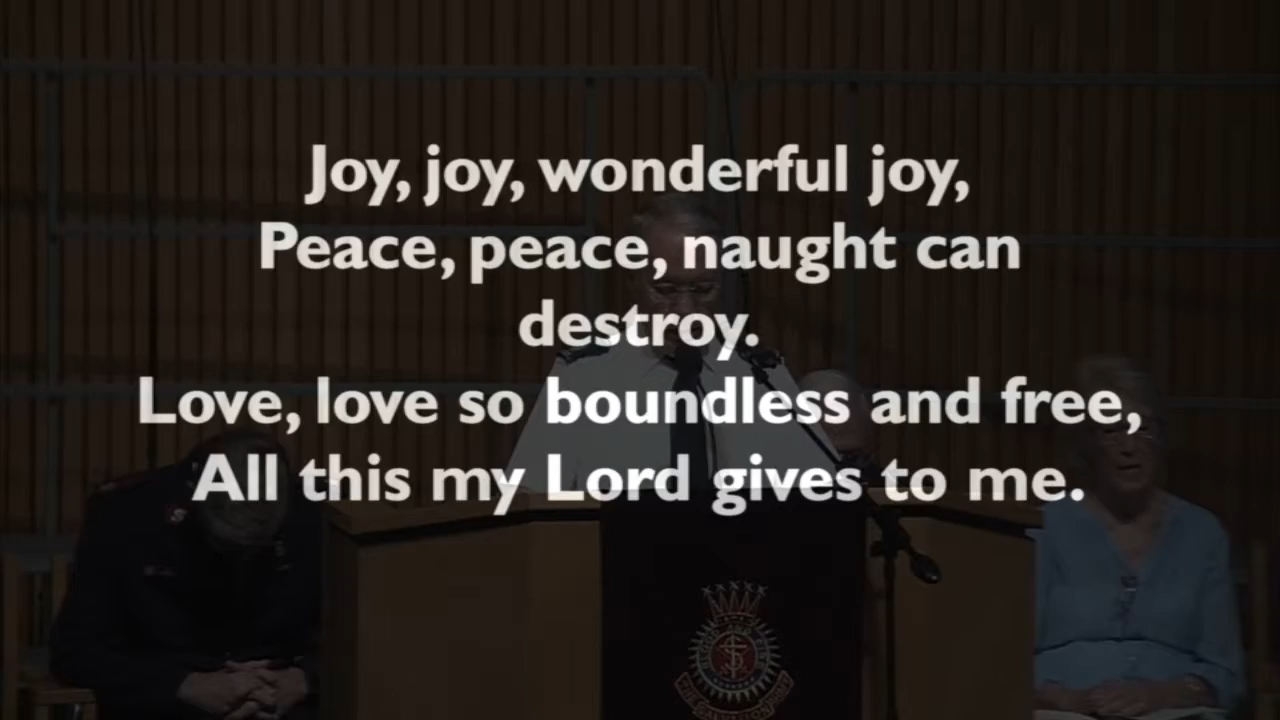 Joy, joy, wonderful joy,
Peace, peace, naught can
destroy.
Love, love so boundless and free,
All this my Lord gives to me.